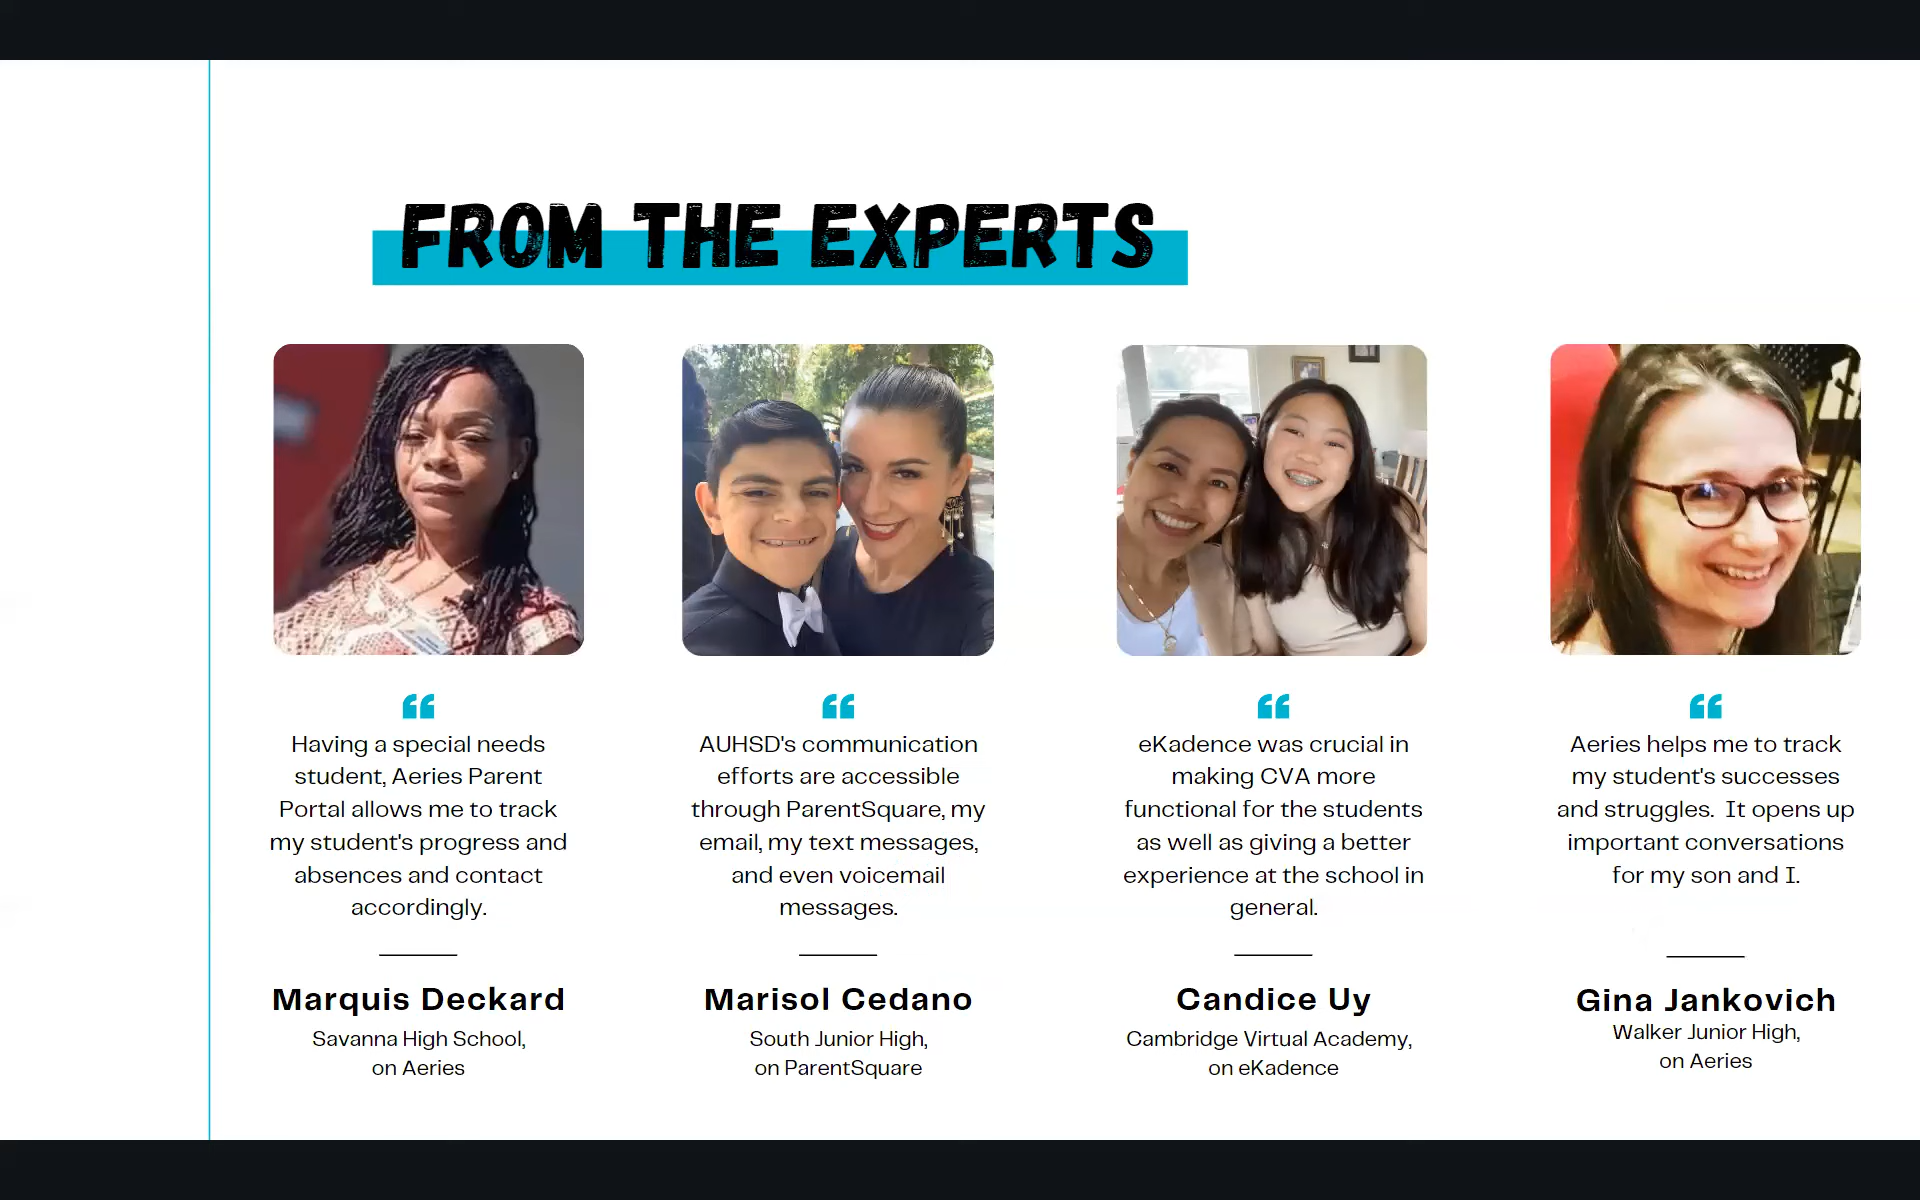 FROM THE EXPERTS
Having a special needs
student, Aeries Parent
Portal allows me to track
my student's progress and
absences and contact
accordingly.
Marquis Deckard
Savanna High School,
on Aeries
AUHSD's communication
efforts are accessible
through ParentSquare, my
email, my text messages,
and even voicemail
messages.
Marisol Cedano
South Junior High,
on ParentSquare
eKadence was crucial in
making CVA more
functional for the students
as well as giving a better
experience at the school in
general.
Candice Uy
Cambridge Virtual Academy,
on eKadence
Aeries helps me to track
my student's successes
and struggles.  It opens up
important conversations
for my son and I.
Gina Jankovich
Walker Junior High,
on Aeries